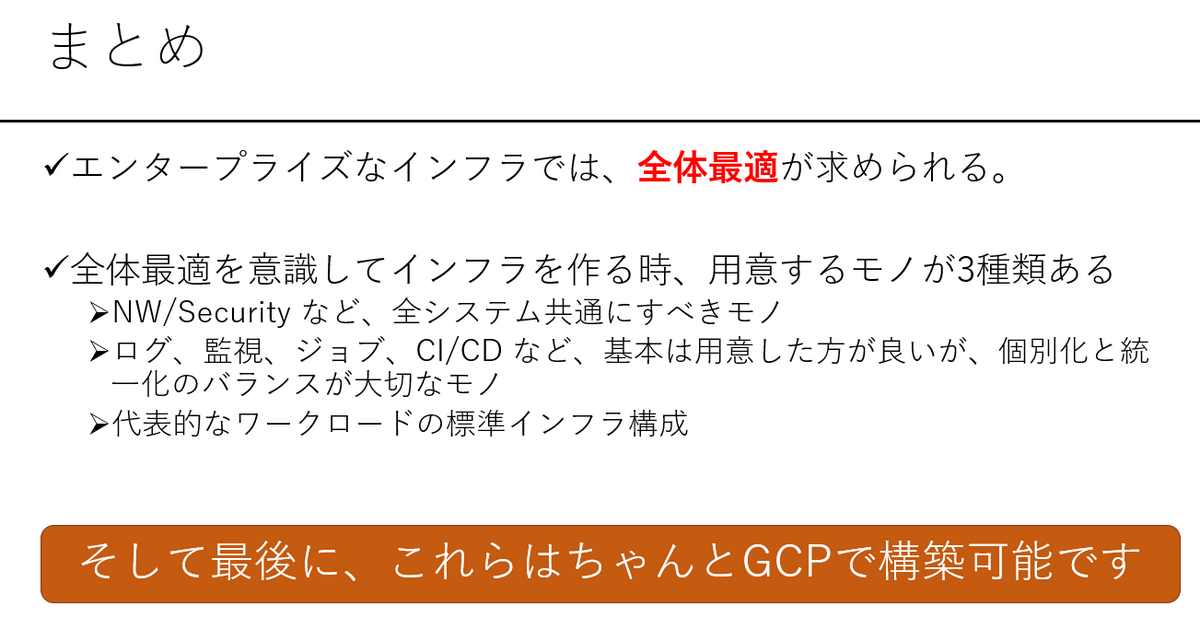 まとめ
✓エンタープライズなインフラでは、全体最適が求められる。
✓全体最適を意識してインフラを作る時、用意するモノが3種類ある
➢NW/Security など、全システム共通にすべきモノ
➢ログ、監視、ジョブ、CI/CD など、基本は用意した方が良いが、個別化と統
一化のバランスが大切なモノ
➢代表的なワークロードの標準インフラ構成
そして最後に、これらはちゃんとGCPで構築可能です